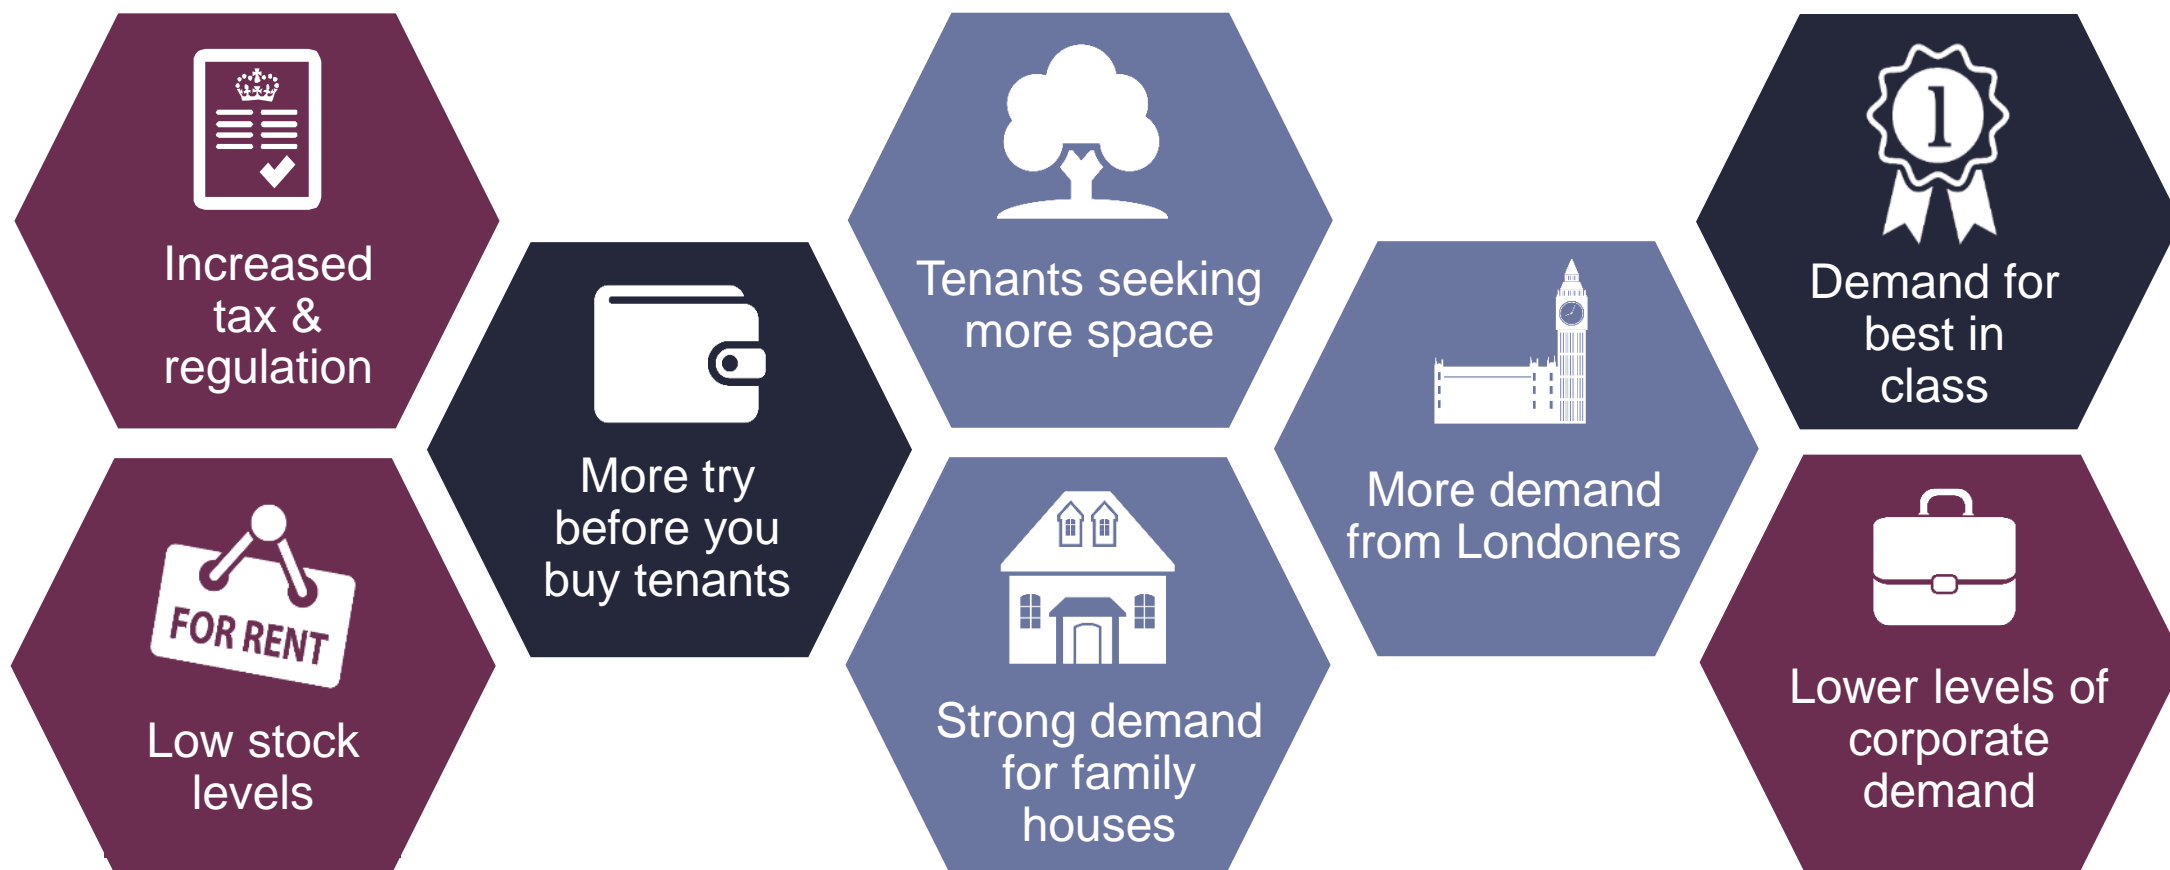 Increased
tax &
regulation
FOR RENT
Low stock
levels
More try
before you
buy tenants
Tenants seeking
more space
Strong demand
for family
houses
More demand
from Londoners
1
Demand for
best in
class
Lower levels of
corporate
demand